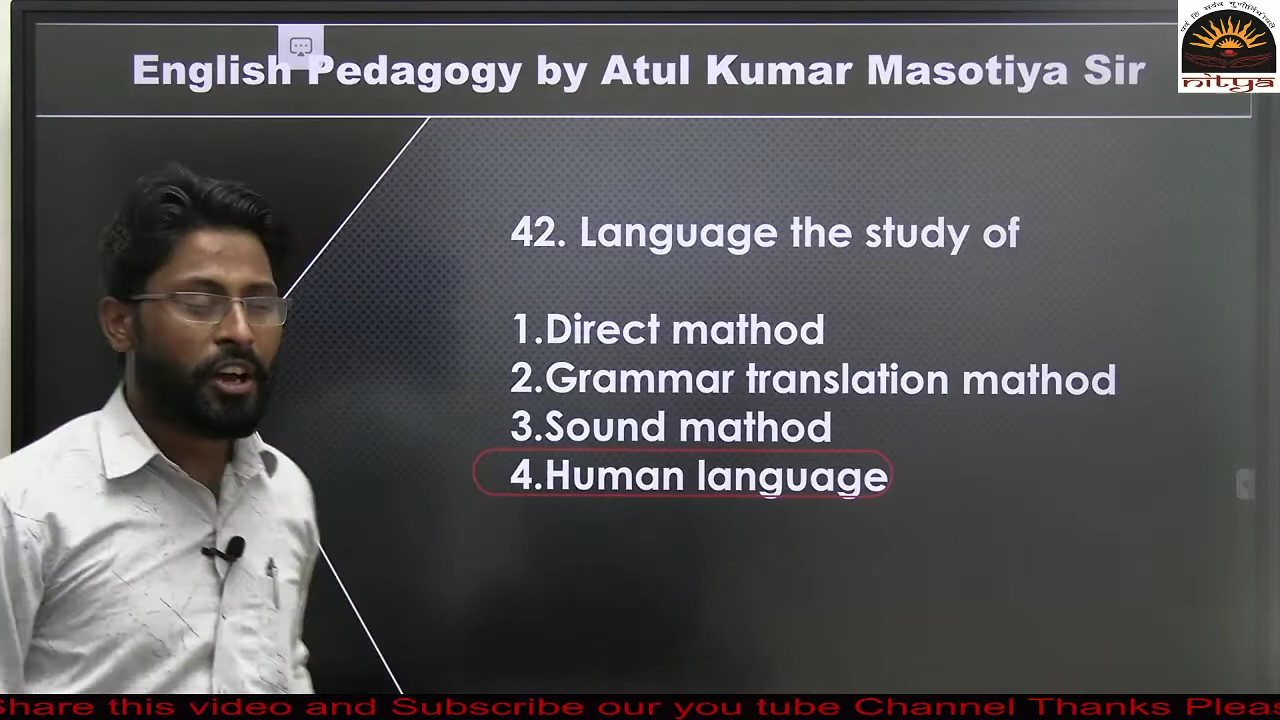 English Pedagogy by Atul Kumar Masotiya Sir
nitya
42. Language the study of
1.Direct mathod
2.Grammar translation mathod
3.Sound mathod
4.Human language
Share this video and Subscribe our you tube Channel Thanks Pleas